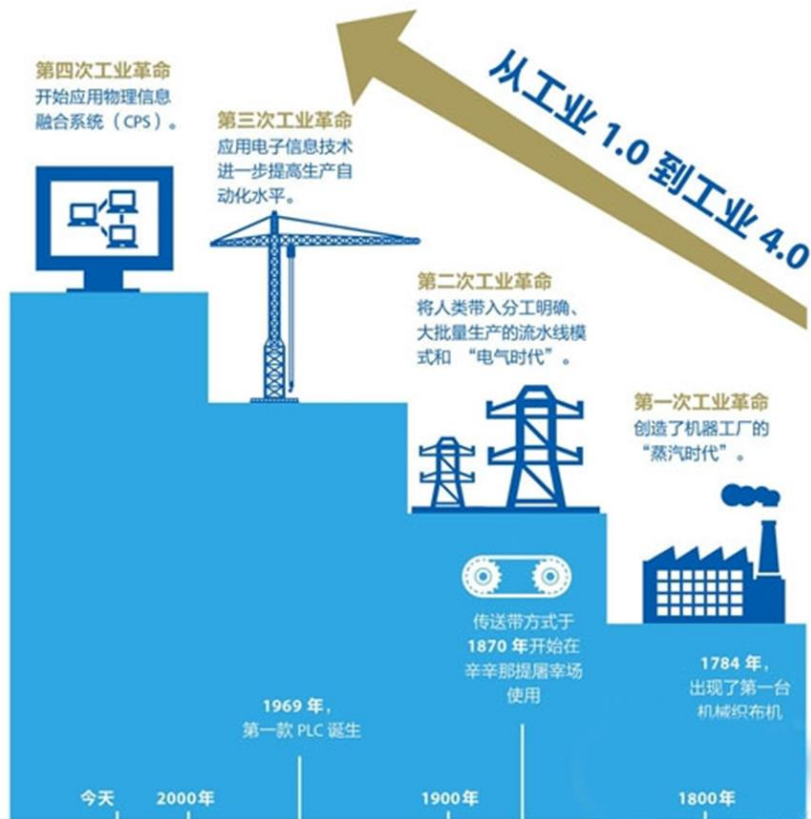 从工业 1.0 到工业 4.0
第四次工业革命
开始应用物理信息
融合系统（CPS）。
第三次工业革命
应用电子信息技术
进一步提高生产自
动化水平。
第二次工业革命
将人类带入分工明确、
大批量生产的流水线模
式和 “电气时代”。
第一次工业革命
创造了机器工厂的
“蒸汽时代”。
传送带方式于
1870 年开始在
辛辛那提屠宰场
使用
1784 年，
出现了第一台
机械织布机
1969 年，
第一款 PLC 诞生
今天
2000年
1900年
1800年